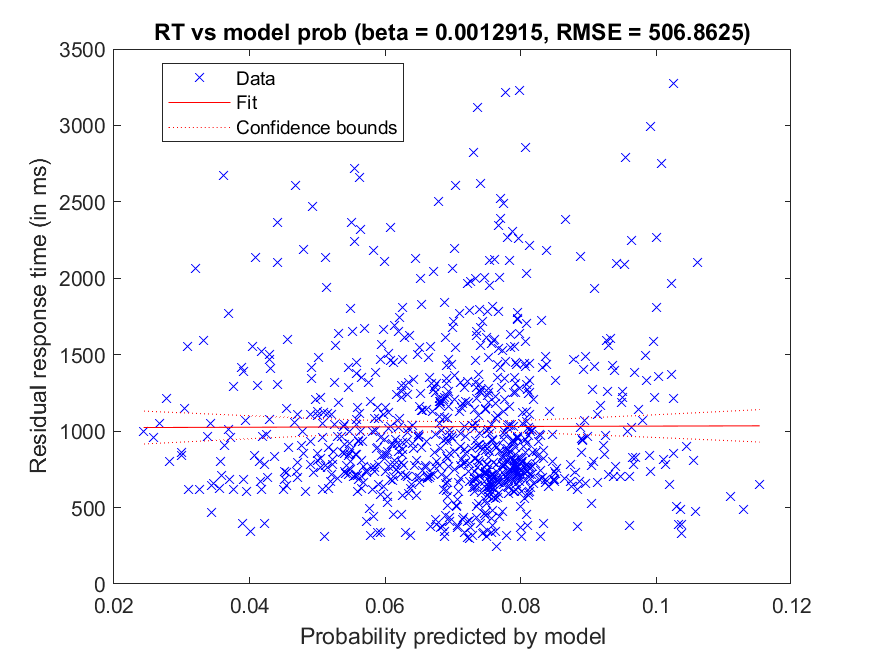 RT vs model prob (beta = 0.0012915, RMSE = 506.8625)
3500
3000
2500
2000
1500
1000
500
0
Residual response time (in ms)
Data
Fit
Confidence bounds
0.02
0.04
0.06
0.08
0.1
0.12
Probability predicted by model